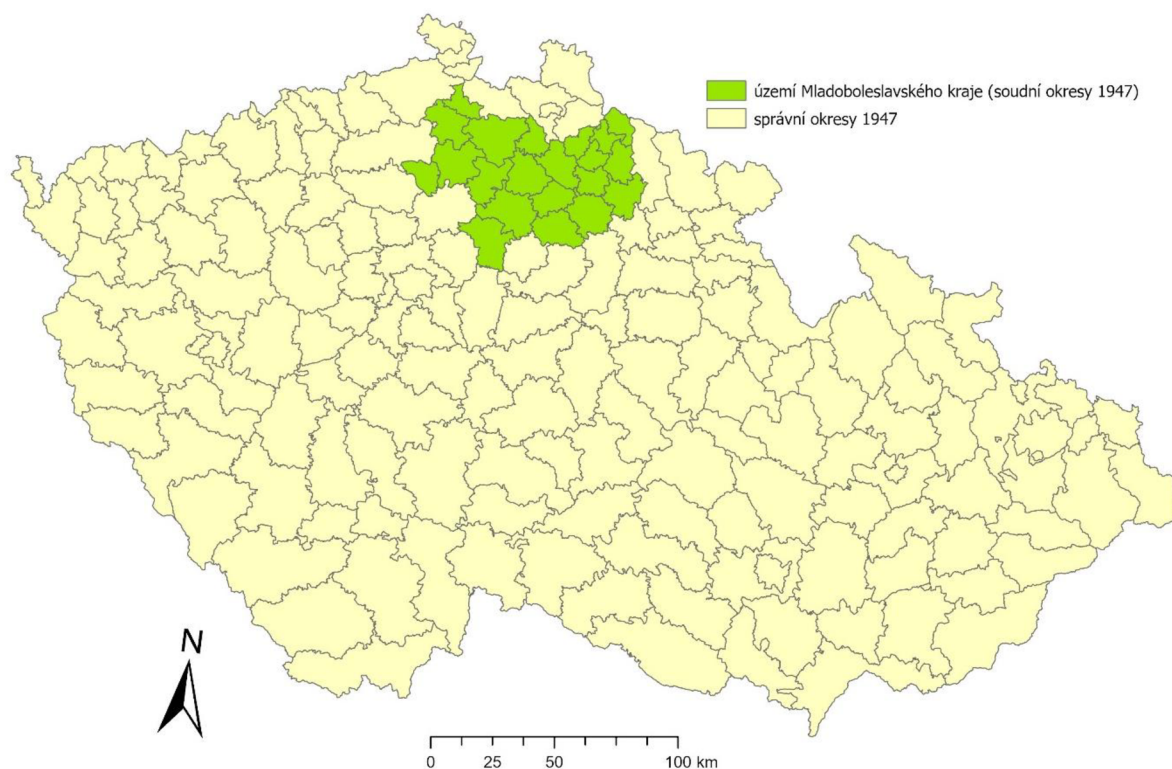 území Mladoboleslavského kraje (soudní okresy 1947)
správní okresy 1947
N
0 25 50 100 km